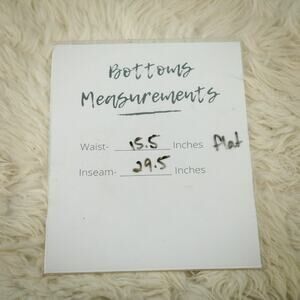 Bottoms
Measurements
Waist- 15.5 Inches flat
Inseam- 29.5 Inches